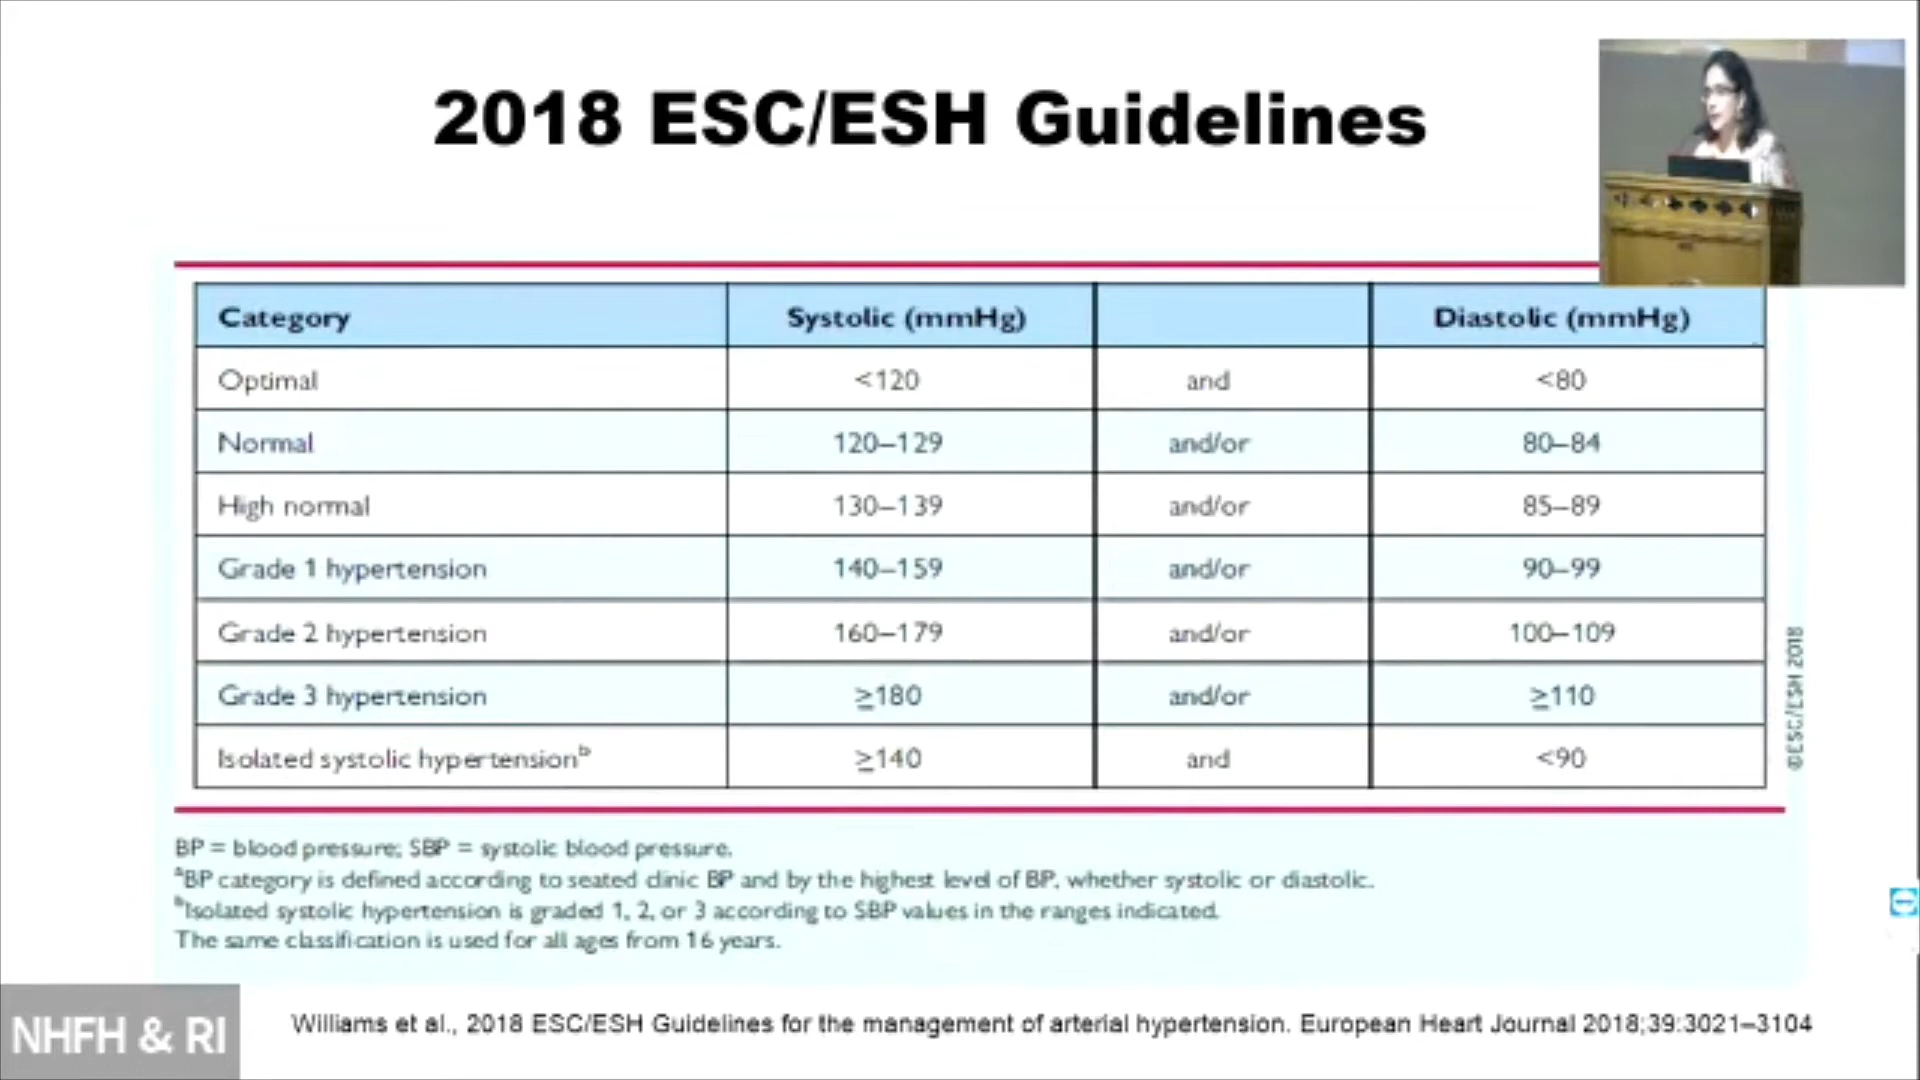 2018 ESC/ESH Guidelines
Category Systolic (mmHg) Diastolic (mmHg)
Optimal <120 and <80
Normal 120–129 and/or 80–84
High normal 130–139 and/or 85–89
Grade 1 hypertension 140–159 and/or 90–99
Grade 2 hypertension 160–179 and/or 100–109
Grade 3 hypertension ≥180 and/or ≥110
Isolated systolic hypertensionᵇ ≥140 and <90
©ESC/ESH 2018
BP = blood pressure; SBP = systolic blood pressure.
ᵃBP category is defined according to seated clinic BP and by the highest level of BP, whether systolic or diastolic.
ᵇIsolated systolic hypertension is graded 1, 2, or 3 according to SBP values in the ranges indicated.
The same classification is used for all ages from 16 years.
NHFH & RI
Williams et al., 2018 ESC/ESH Guidelines for the management of arterial hypertension. European Heart Journal 2018;39:3021–3104